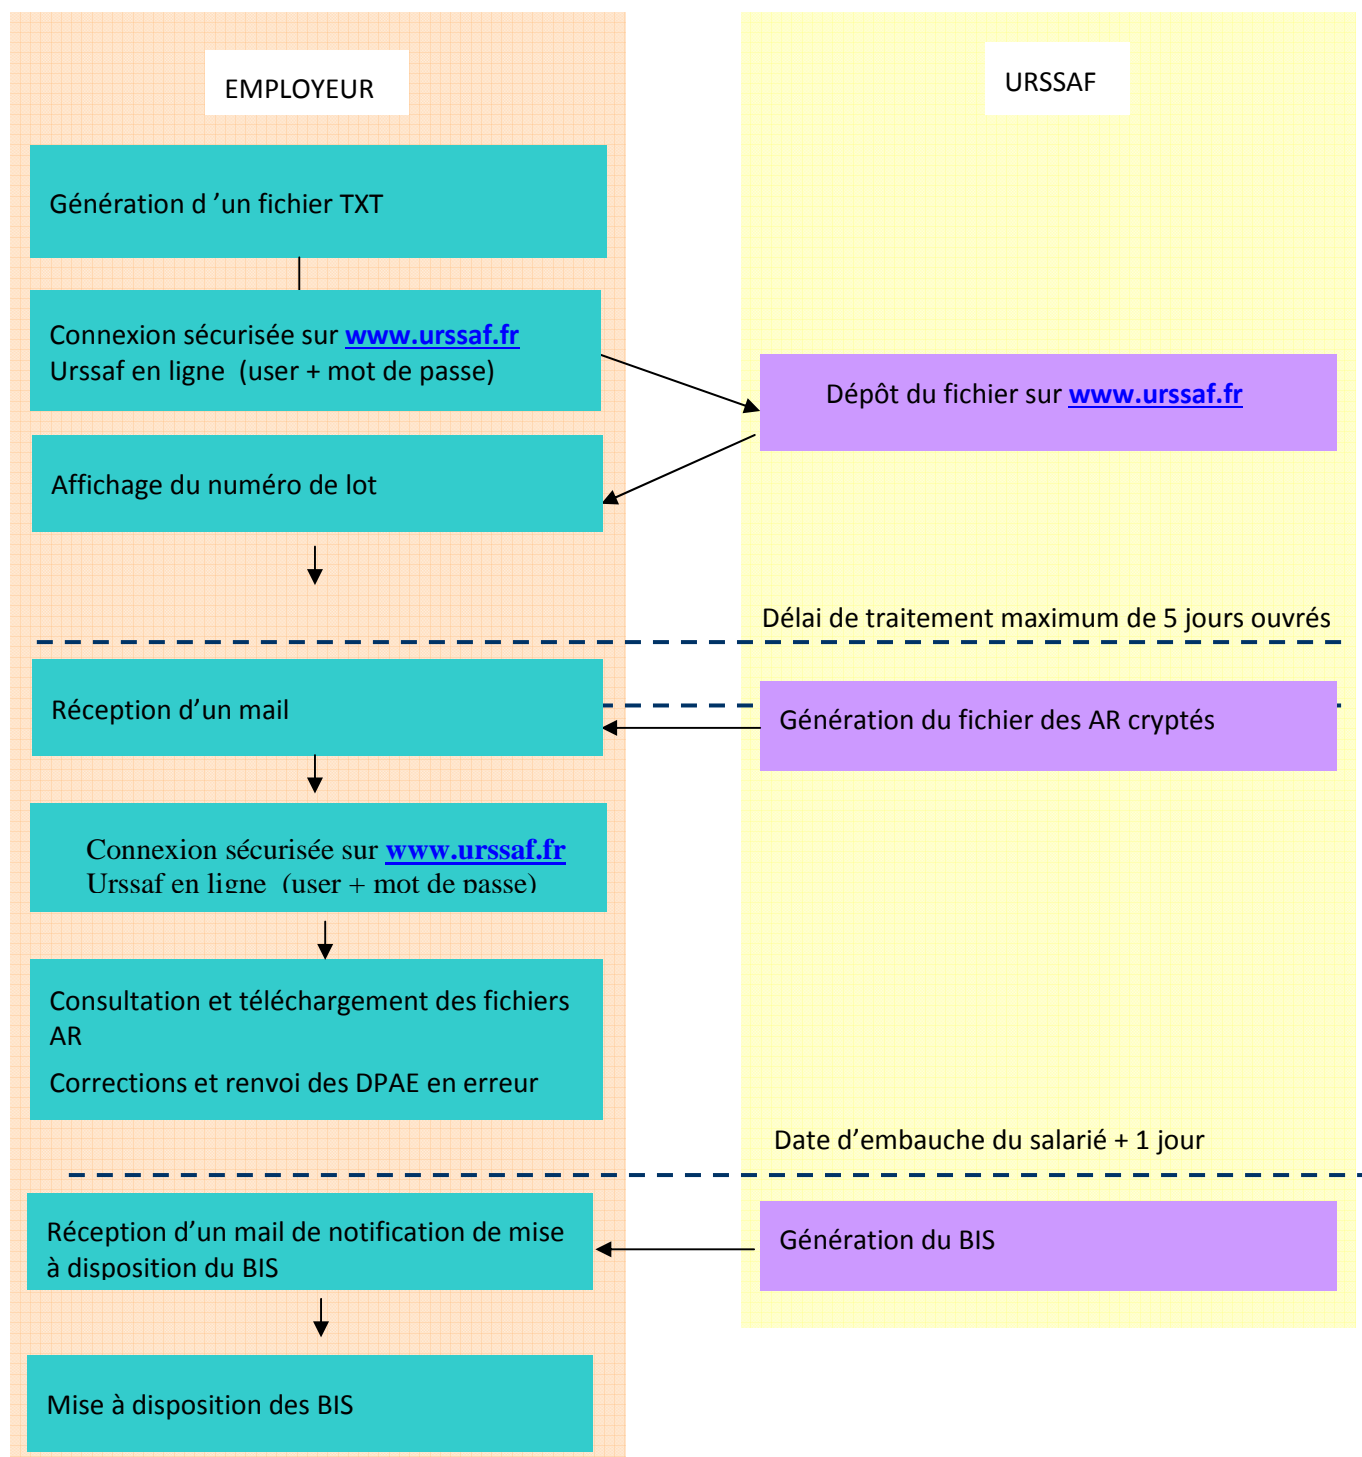 EMPLOYEUR
URSSAF
Génération d ’un fichier TXT
Connexion sécurisée sur www.urssaf.fr
Urssaf en ligne  (user + mot de passe)
Dépôt du fichier sur www.urssaf.fr
Affichage du numéro de lot
Délai de traitement maximum de 5 jours ouvrés
Réception d’un mail
Génération du fichier des AR cryptés
Connexion sécurisée sur www.urssaf.fr
Urssaf en ligne  (user + mot de passe)
Consultation et téléchargement des fichiers
AR
Corrections et renvoi des DPAE en erreur
Date d’embauche du salarié + 1 jour
Réception d’un mail de notification de mise
à disposition du BIS
Génération du BIS
Mise à disposition des BIS